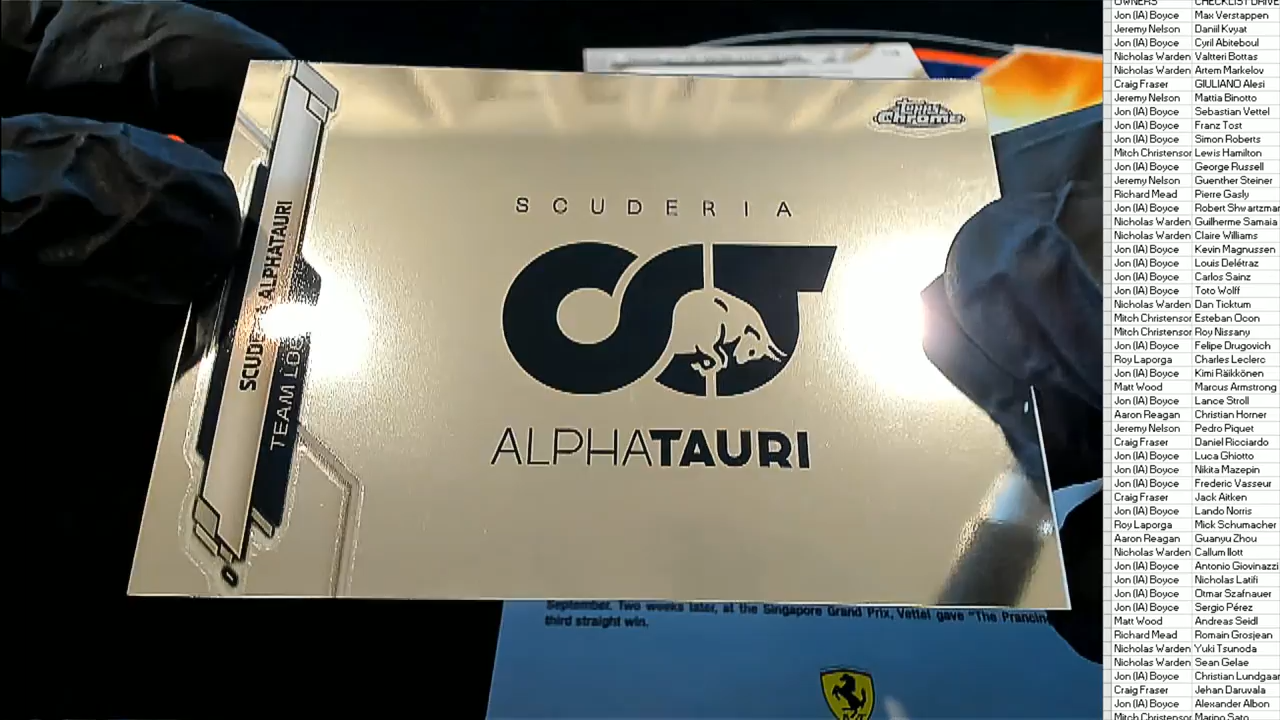 Topps
Chrome
SCUDERIA
ALPHATAURI
SCUDERIA ALPHATAURI
TEAM LOGO
September. Two weeks later, at the Singapore Grand Prix, Vettel gave "The Prancin
third straight win.
OWNERS CHECKLIST DRIVE
Jon (IA) Boyce Max Verstappen
Jeremy Nelson Daniil Kvyat
Jon (IA) Boyce Cyril Abiteboul
Nicholas Warden Valtteri Bottas
Nicholas Warden Artem Markelov
Craig Fraser GIULIANO Alesi
Jeremy Nelson Mattia Binotto
Jon (IA) Boyce Sebastian Vettel
Jon (IA) Boyce Franz Tost
Jon (IA) Boyce Simon Roberts
Mitch Christensor Lewis Hamilton
Jon (IA) Boyce George Russell
Jeremy Nelson Guenther Steiner
Richard Mead Pierre Gasly
Jon (IA) Boyce Robert Shwartzmar
Nicholas Warden Guilherme Samaia
Nicholas Warden Claire Williams
Jon (IA) Boyce Kevin Magnussen
Jon (IA) Boyce Louis Delétraz
Jon (IA) Boyce Carlos Sainz
Jon (IA) Boyce Toto Wolff
Nicholas Warden Dan Ticktum
Mitch Christensor Esteban Ocon
Mitch Christensor Roy Nissany
Jon (IA) Boyce Felipe Drugovich
Roy Laporga Charles Leclerc
Jon (IA) Boyce Kimi Räikkönen
Matt Wood Marcus Armstrong
Jon (IA) Boyce Lance Stroll
Aaron Reagan Christian Horner
Jeremy Nelson Pedro Piquet
Craig Fraser Daniel Ricciardo
Jon (IA) Boyce Luca Ghiotto
Jon (IA) Boyce Nikita Mazepin
Jon (IA) Boyce Frederic Vasseur
Craig Fraser Jack Aitken
Jon (IA) Boyce Lando Norris
Roy Laporga Mick Schumacher
Aaron Reagan Guanyu Zhou
Nicholas Warden Callum Ilott
Jon (IA) Boyce Antonio Giovinazzi
Jon (IA) Boyce Nicholas Latifi
Jon (IA) Boyce Otmar Szafnauer
Jon (IA) Boyce Sergio Pérez
Matt Wood Andreas Seidl
Richard Mead Romain Grosjean
Nicholas Warden Yuki Tsunoda
Nicholas Warden Sean Gelae
Jon (IA) Boyce Christian Lundgaar
Craig Fraser Jehan Daruvala
Jon (IA) Boyce Alexander Albon
Mitch Christensor Marino Sato